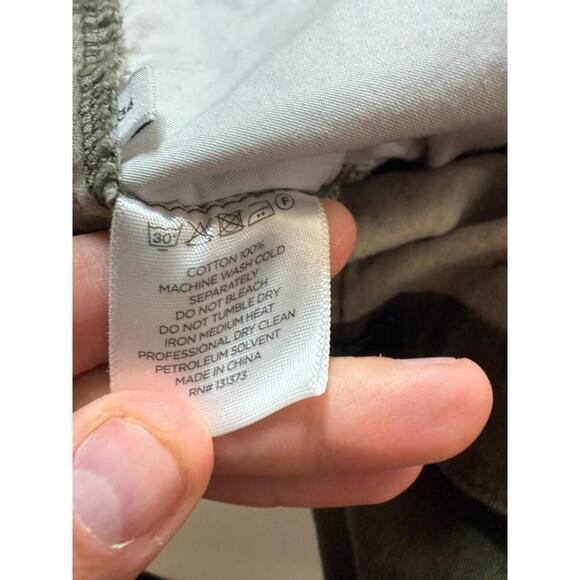 30°
F
COTTON 100%
MACHINE WASH COLD
SEPARATELY
DO NOT BLEACH
DO NOT TUMBLE DRY
IRON MEDIUM HEAT
PROFESSIONAL DRY CLEAN
PETROLEUM SOLVENT
MADE IN CHINA
RN# 131373